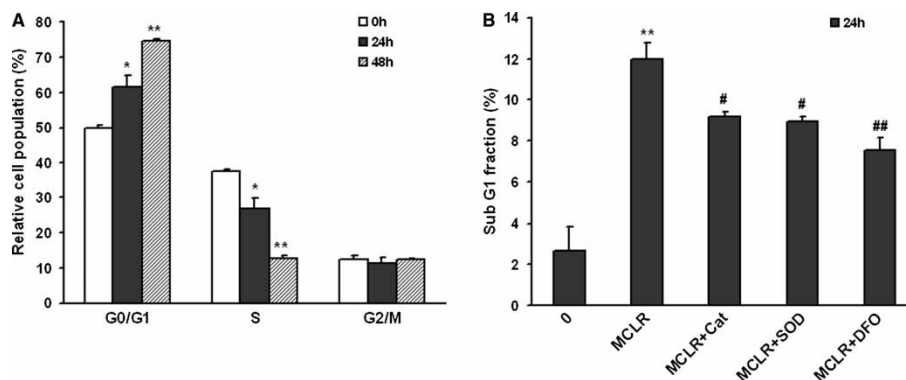 A
Relative cell population (%)
80
70
60
50
40
30
20
10
0
0h
24h
48h
*
**
*
**
G0/G1
S
G2/M
B
Sub G1 fraction (%)
14
12
10
8
6
4
2
0
24h
**
#
#
##
0
MCLR
MCLR+Cat
MCLR+SOD
MCLR+DFO